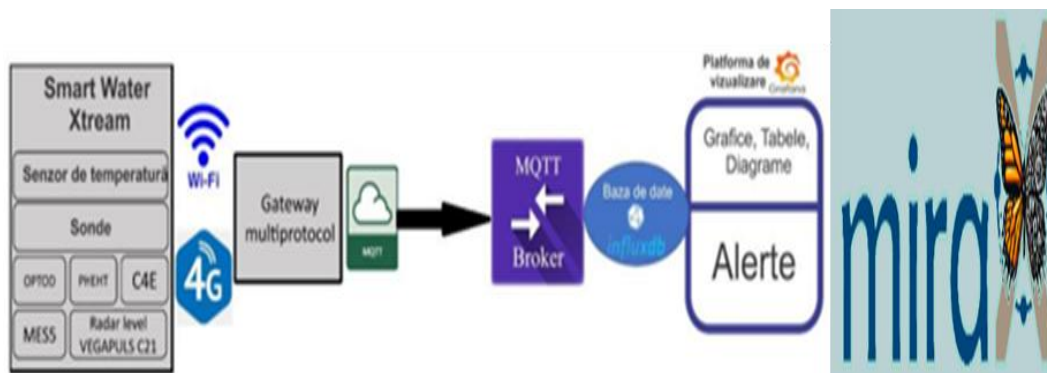 Smart Water
Xtream
Senzor de temperatură
Sonde
OPTOD
PHEHT
C4E
MES5
Radar level
VEGAPULS C21
Wi-Fi
4G
Gateway
multiprotocol
MQTT
MQTT
Broker
Baza de date
influxdb
Platforma de
vizualizare
Grafana
Grafice, Tabele,
Diagrame
Alerte
mira